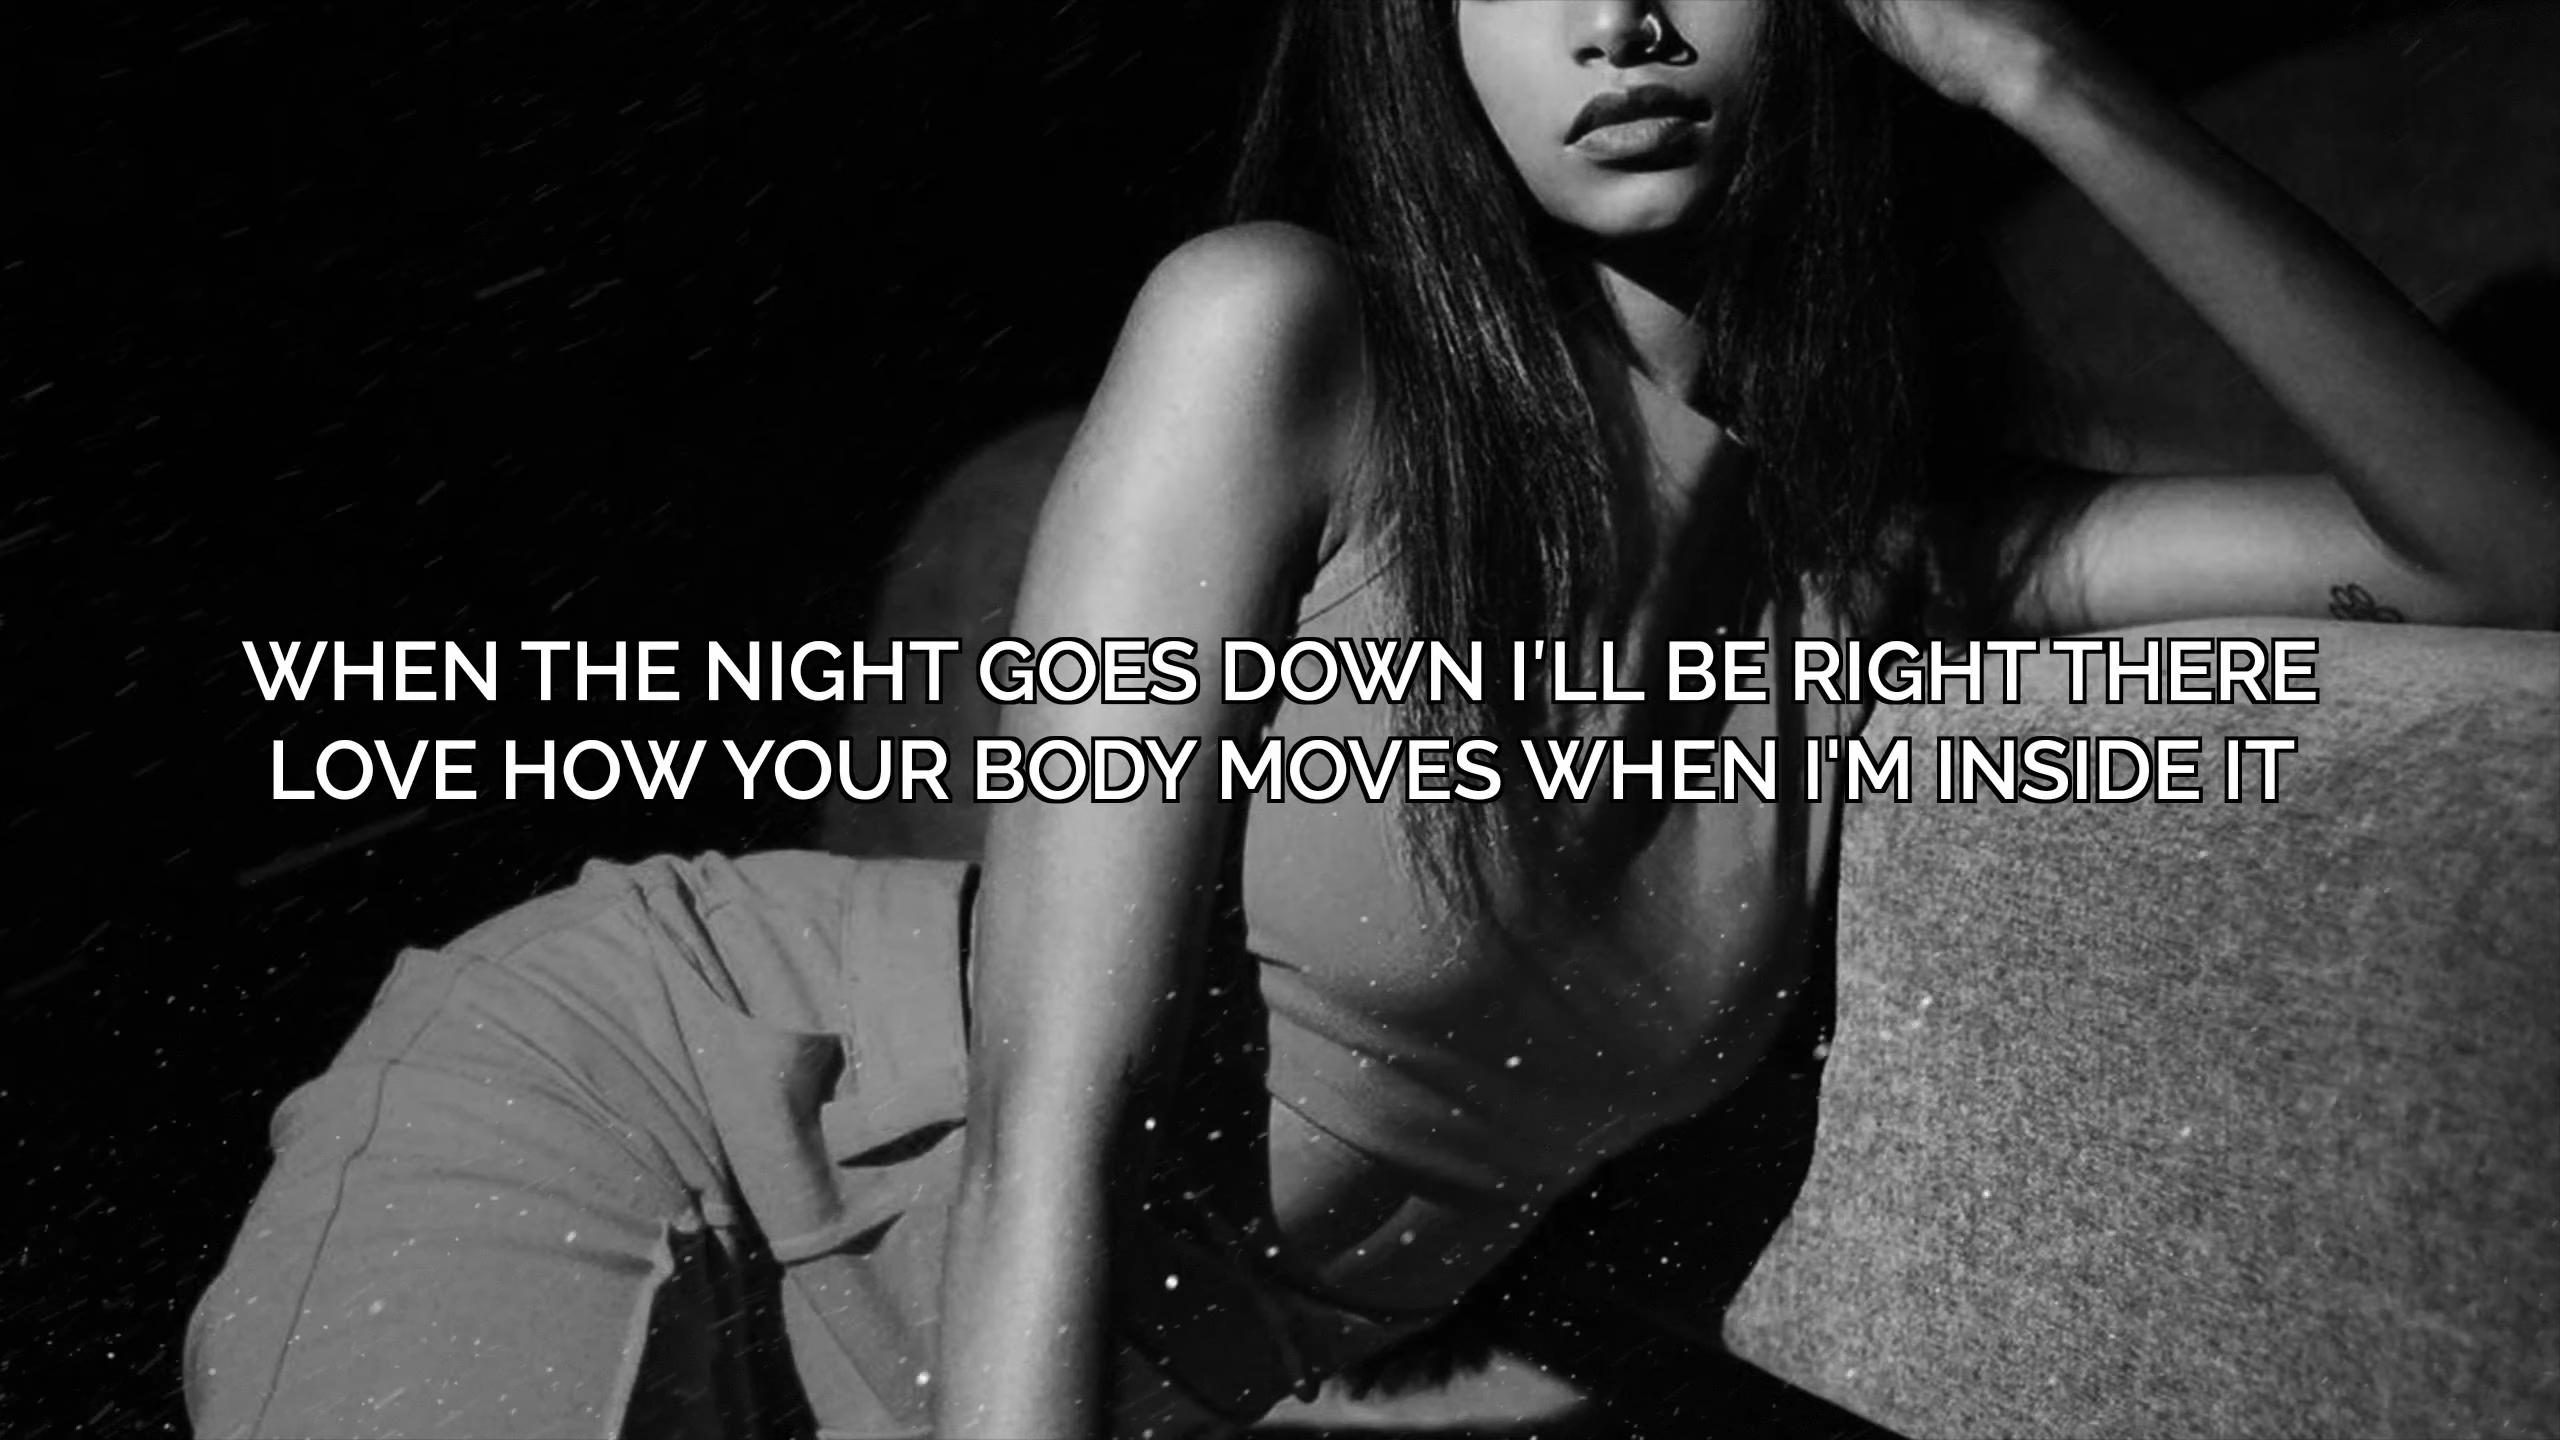 WHEN THE NIGHT GOES DOWN I'LL BE RIGHT THERE
LOVE HOW YOUR BODY MOVES WHEN I'M INSIDE IT